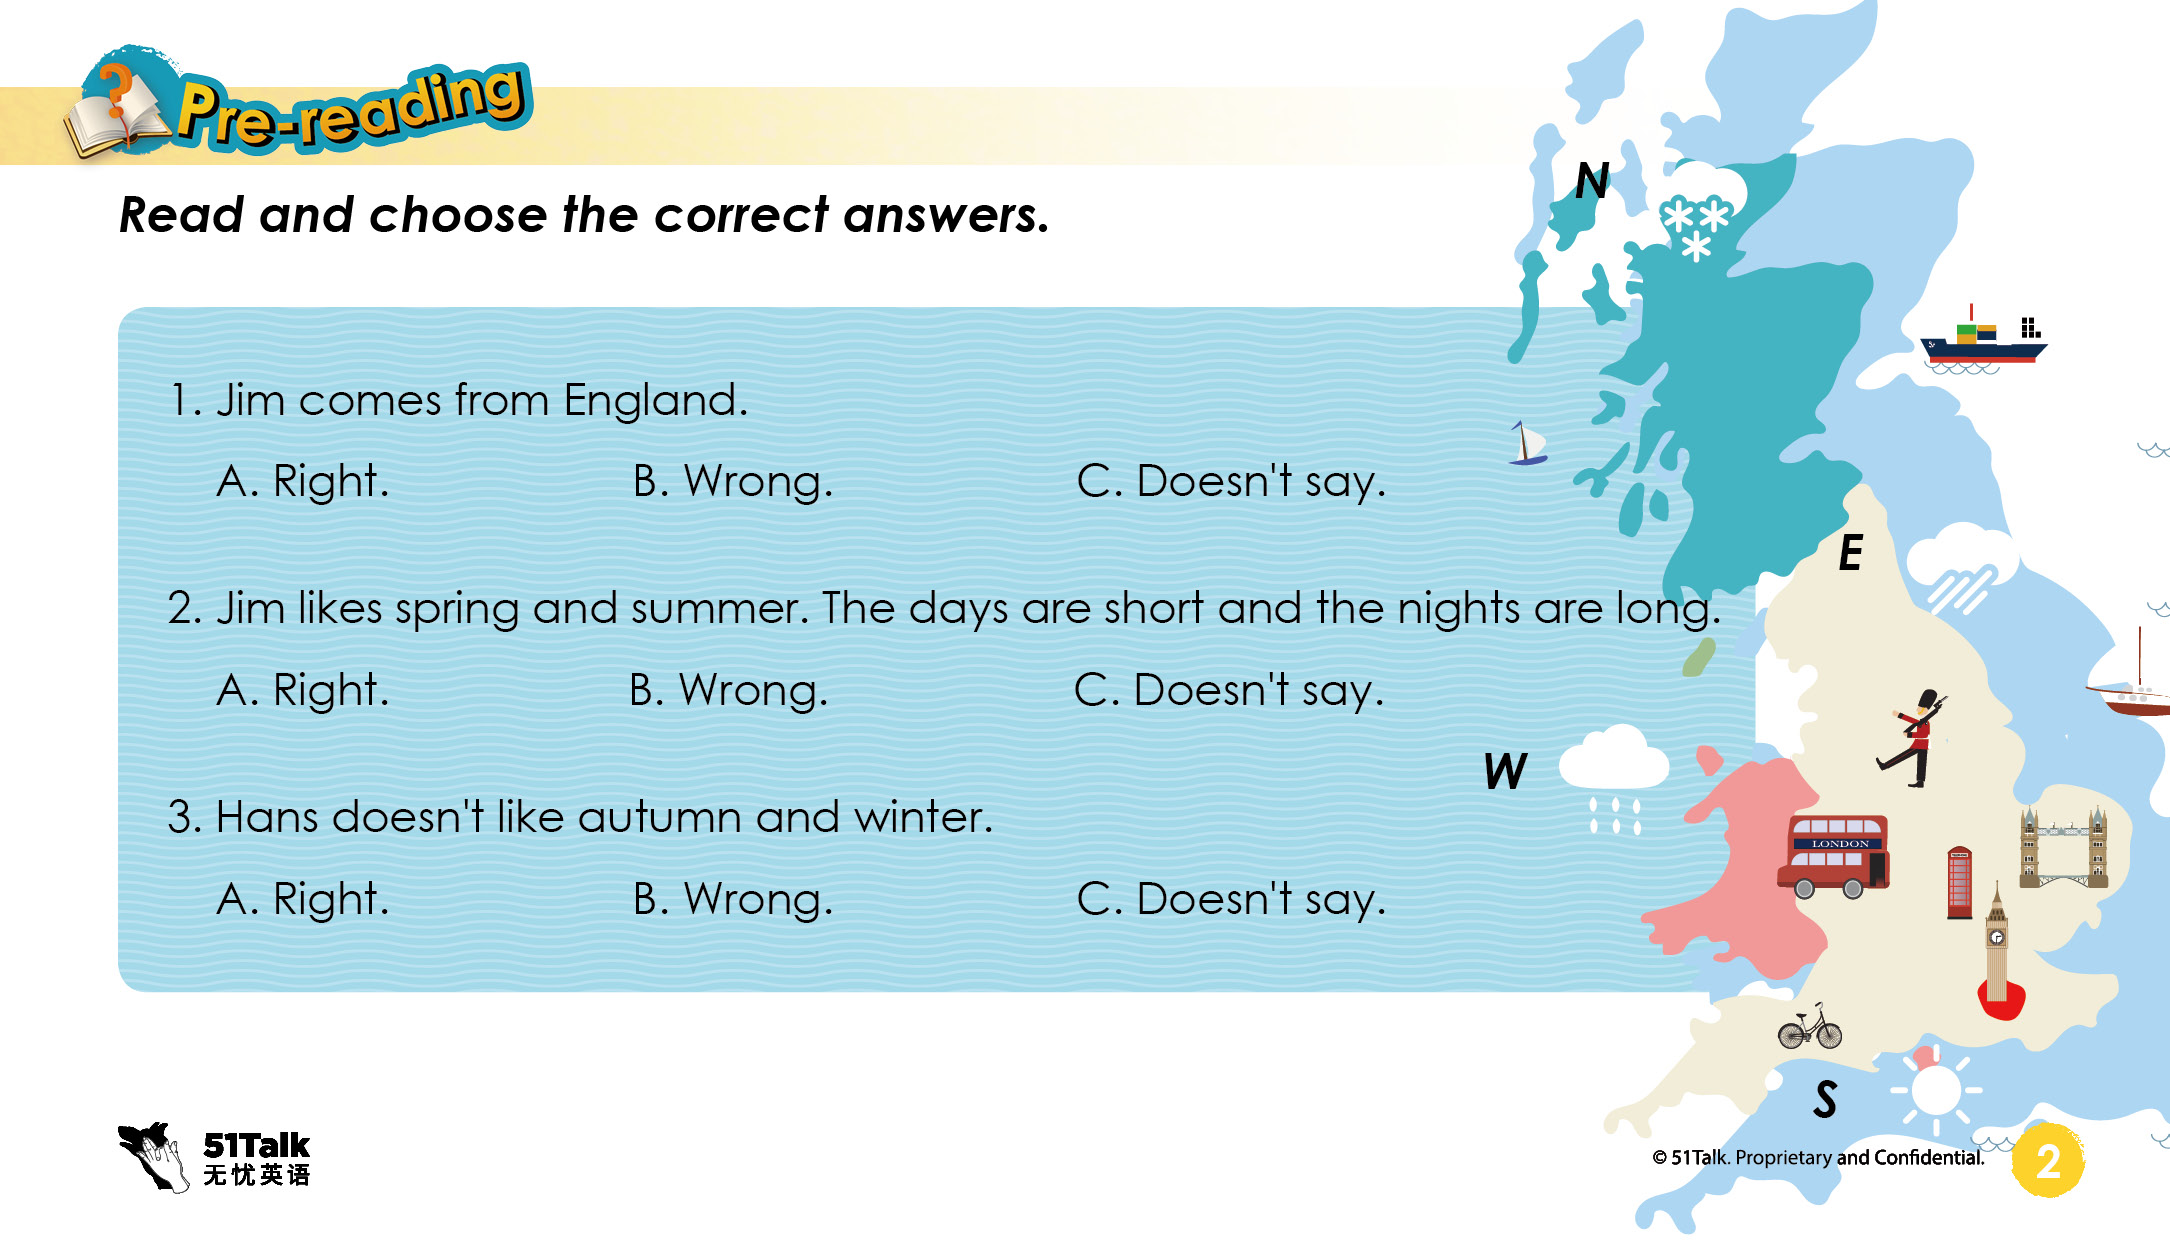 Pre-reading
Read and choose the correct answers.
1. Jim comes from England.
A. Right. B. Wrong. C. Doesn't say.
2. Jim likes spring and summer. The days are short and the nights are long.
A. Right. B. Wrong. C. Doesn't say.
3. Hans doesn't like autumn and winter.
A. Right. B. Wrong. C. Doesn't say.
N
E
W
LONDON
S
51Talk
无忧英语
© 51Talk. Proprietary and Confidential.
2